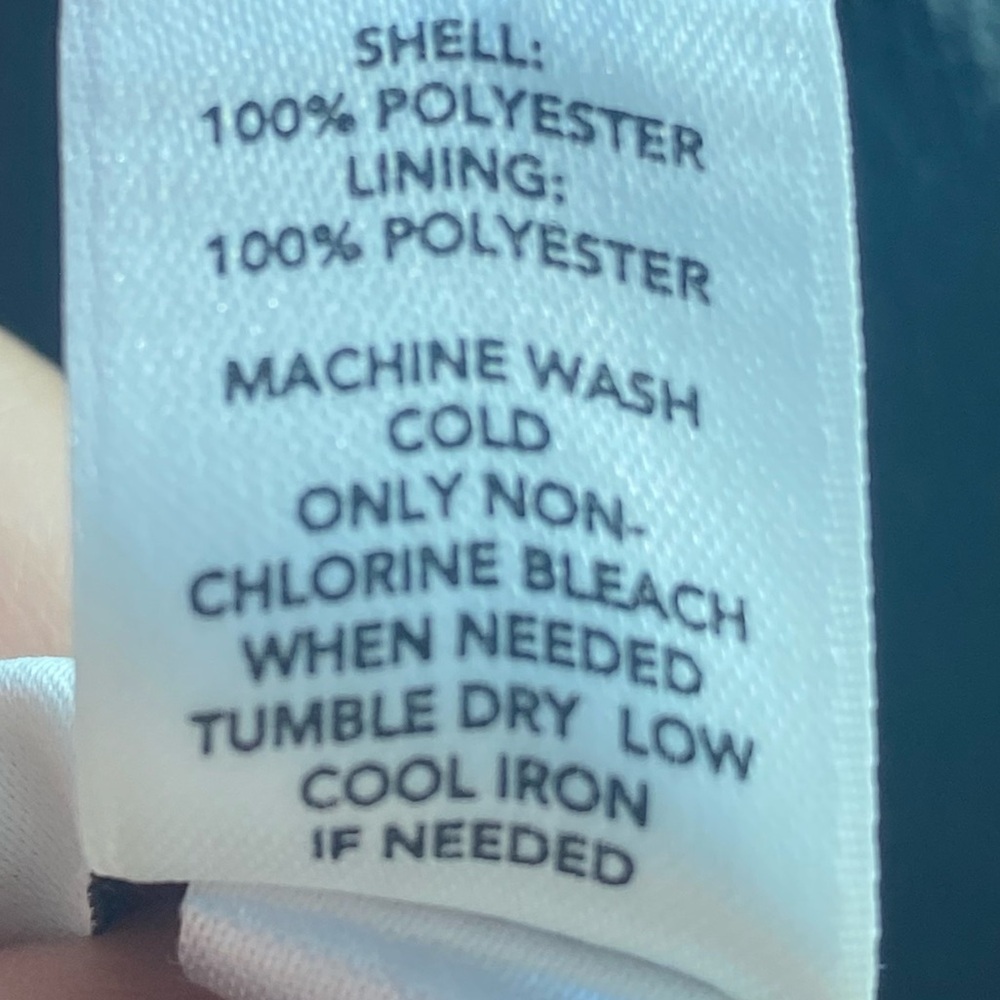 SHELL:
100% POLYESTER
LINING:
100% POLYESTER
MACHINE WASH
COLD
ONLY NON-
CHLORINE BLEACH
WHEN NEEDED
TUMBLE DRY LOW
COOL IRON
IF NEEDED